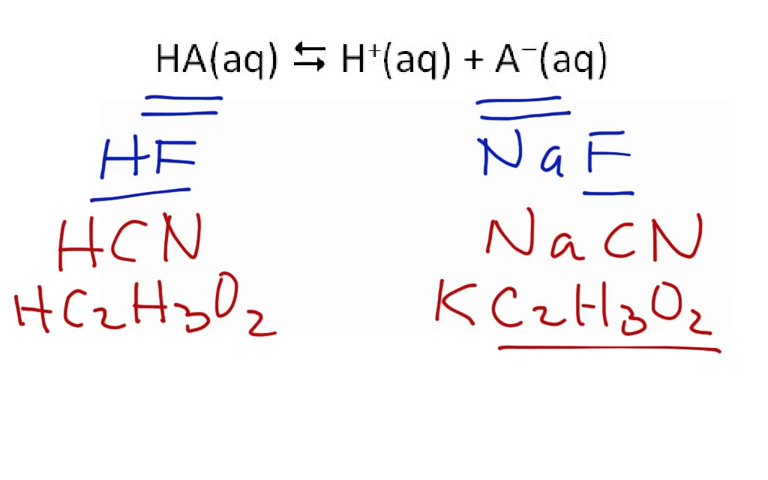 HA(aq) ⇆ H⁺(aq) + A⁻(aq)
HF NaF
HCN NaCN
HC₂H₃O₂ KC₂H₃O₂